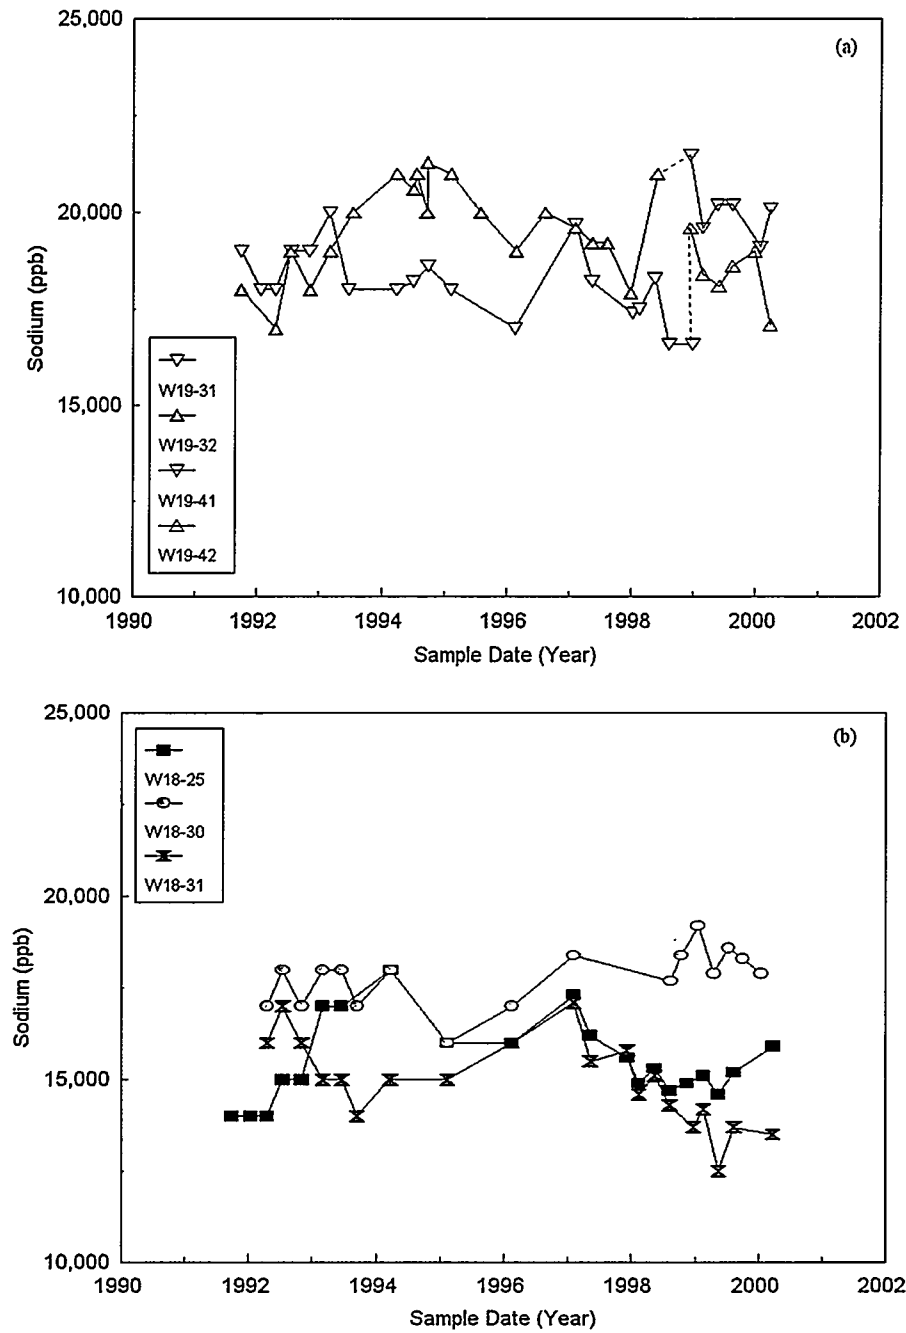 25,000
(a)
20,000
Sodium (ppb)
W19-31
15,000
W19-32
W19-41
W19-42
10,000
1990 1992 1994 1996 1998 2000 2002
Sample Date (Year)
25,000
(b)
W18-25
W18-30
W18-31
20,000
Sodium (ppb)
15,000
10,000
1990 1992 1994 1996 1998 2000 2002
Sample Date (Year)